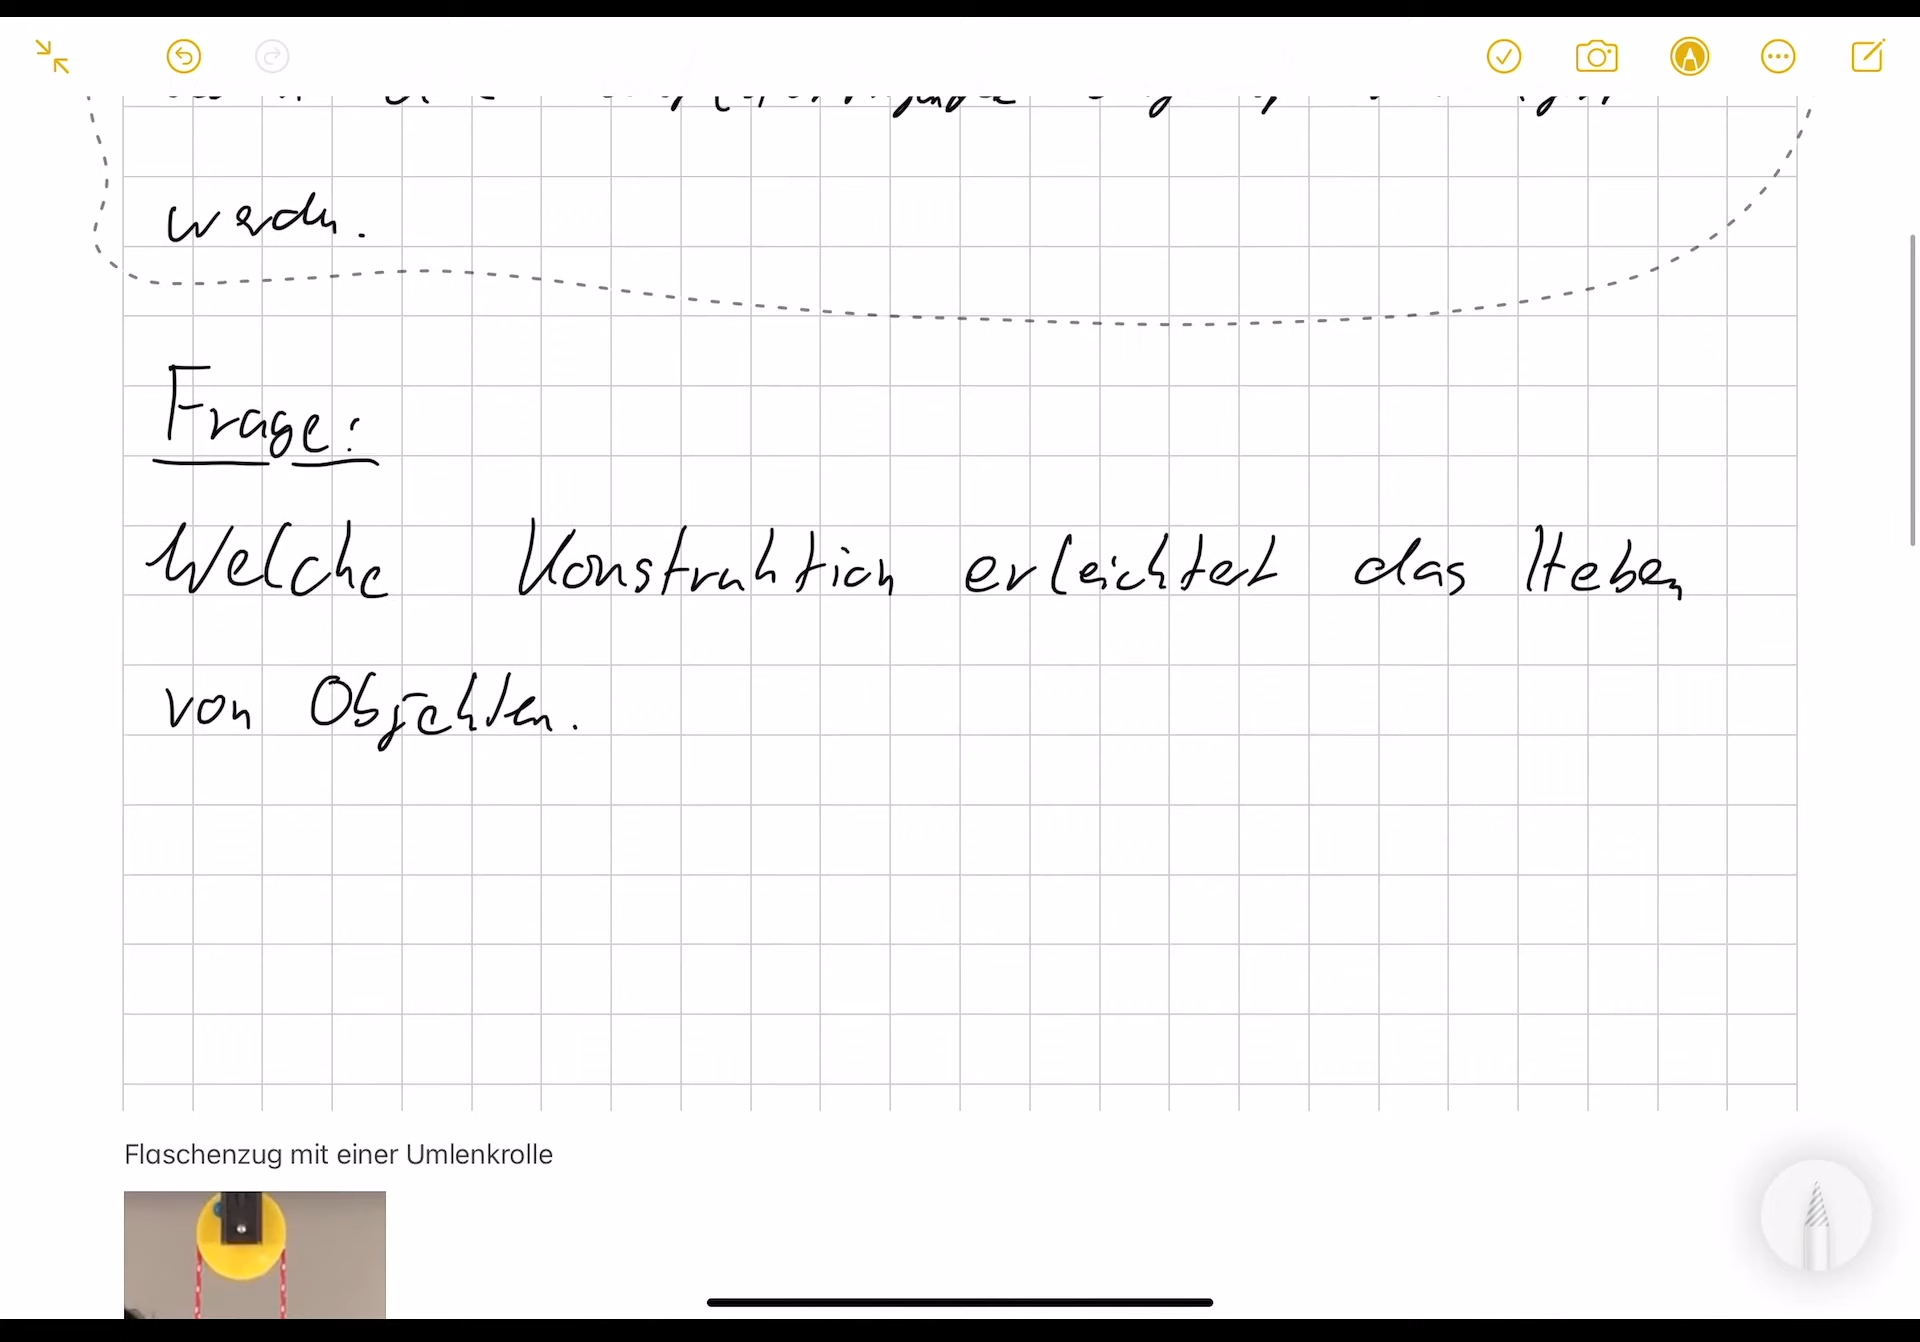 werden.
Frage:
Welche Konstruktion erleichtert das Heben
von Objekten.
Flaschenzug mit einer Umlenkrolle